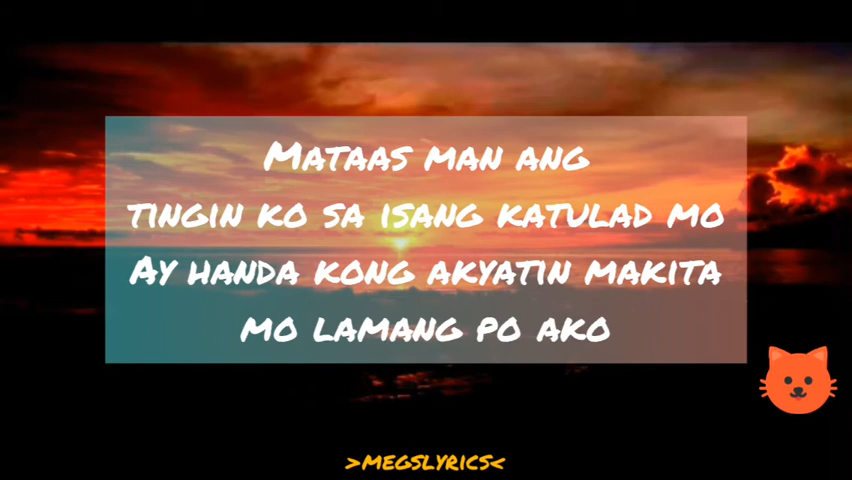 Mataas man ang
tingin ko sa isang katulad mo
Ay handa kong akyatin makita
mo lamang po ako
>megslyrics<